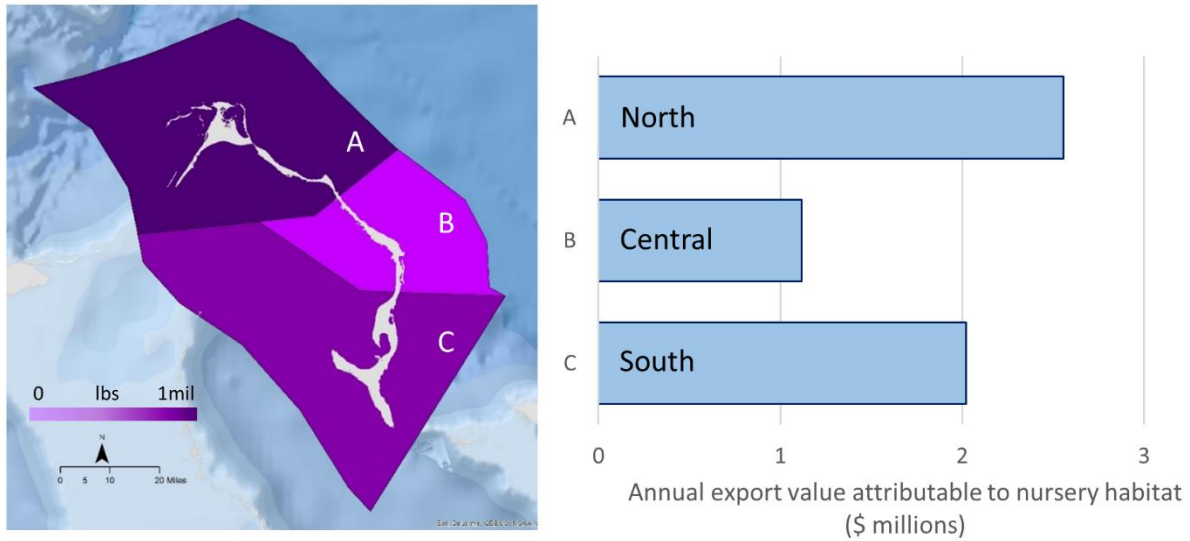 A
B
C
0 lbs 1mil
N
0 5 10 20 Miles
A North
B Central
C South
0 1 2 3
Annual export value attributable to nursery habitat
($ millions)